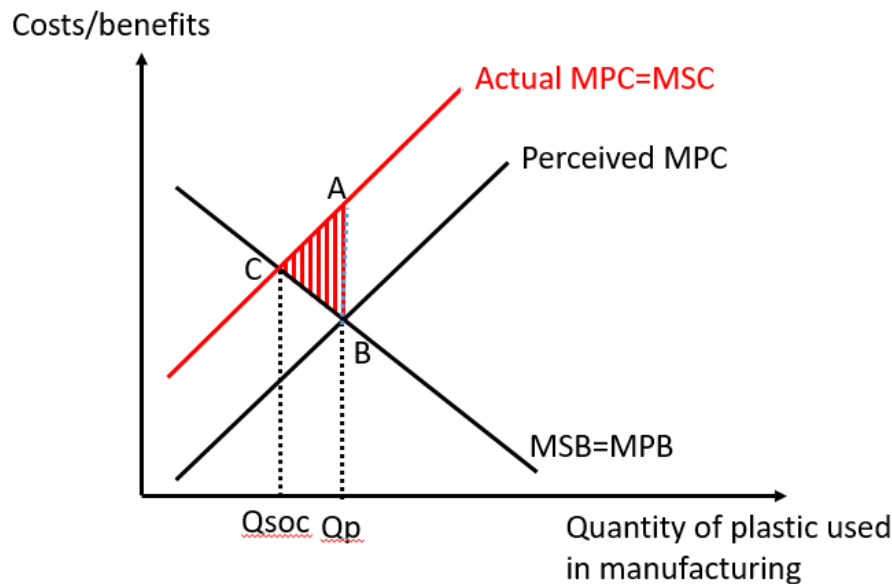 Costs/benefits
Actual MPC=MSC
Perceived MPC
A
C
B
MSB=MPB
Qsoc
Qp
Quantity of plastic used
in manufacturing